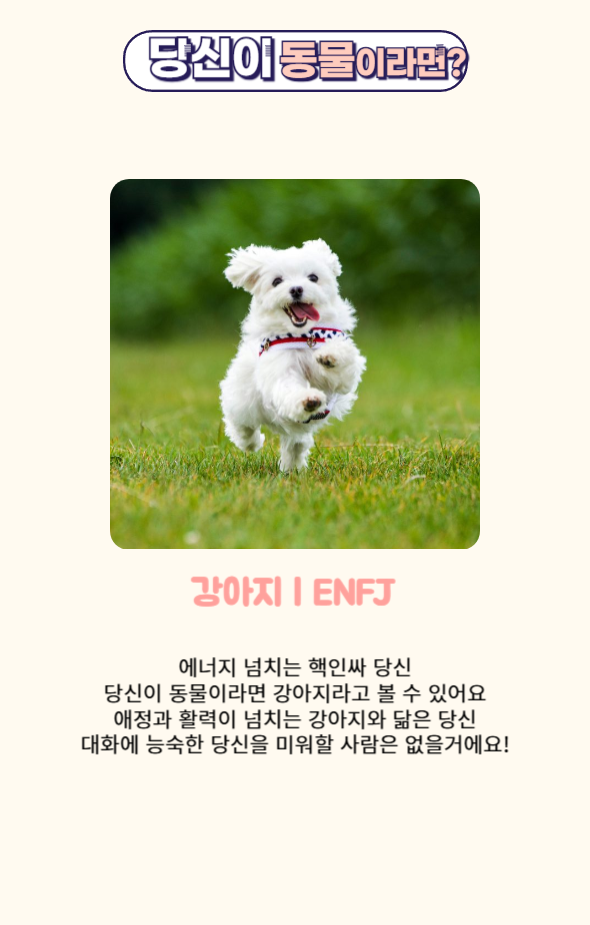 당신이 동물이라면?
강아지 | ENFJ
에너지 넘치는 핵인싸 당신
당신이 동물이라면 강아지라고 볼 수 있어요
애정과 활력이 넘치는 강아지와 닮은 당신
대화에 능숙한 당신을 미워할 사람은 없을거에요!